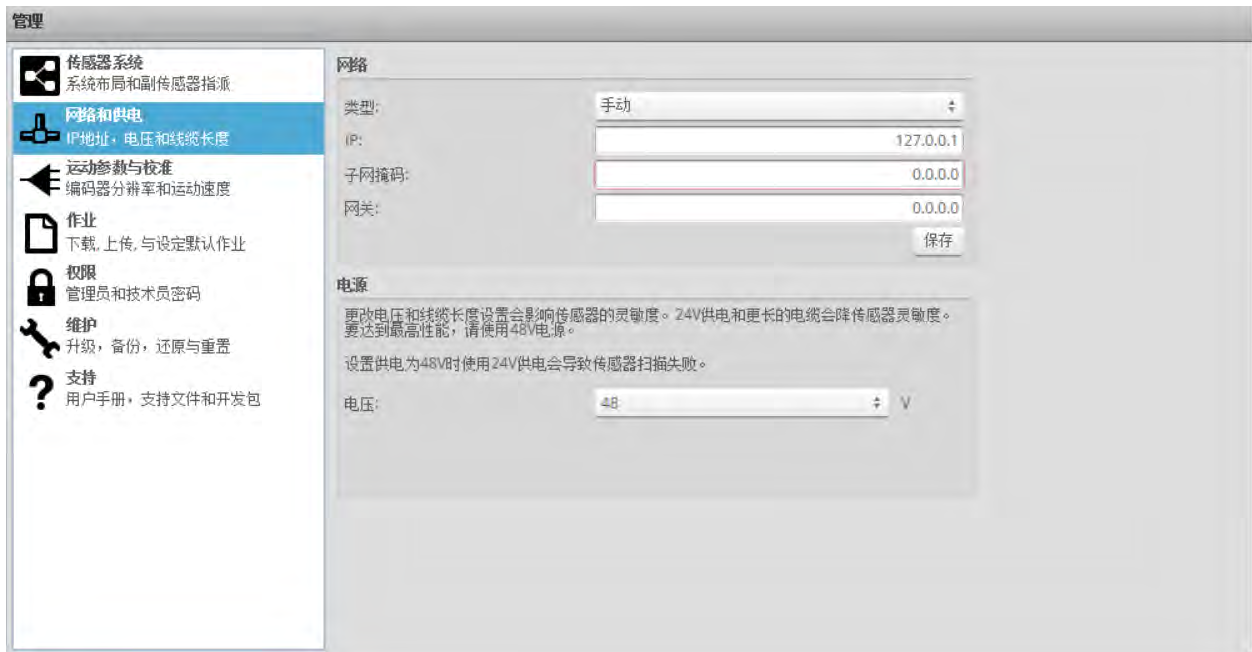 管理
传感器系统
系统布局和副传感器指派
网络和供电
IP地址，电压和线缆长度
运动参数与校准
编码器分辨率和运动速度
作业
下载,上传,与设定默认作业
权限
管理员和技术员密码
维护
升级，备份，还原与重置
支持
用户手册，支持文件和开发包
网络
类型: 手动
IP: 127.0.0.1
子网掩码: 0.0.0.0
网关: 0.0.0.0
保存
电源
更改电压和线缆长度设置会影响传感器的灵敏度。24V供电和更长的电缆会降传感器灵敏度。
要达到最高性能，请使用48V电源。
设置供电为48V时使用24V供电会导致传感器扫描失败。
电压: 48 V